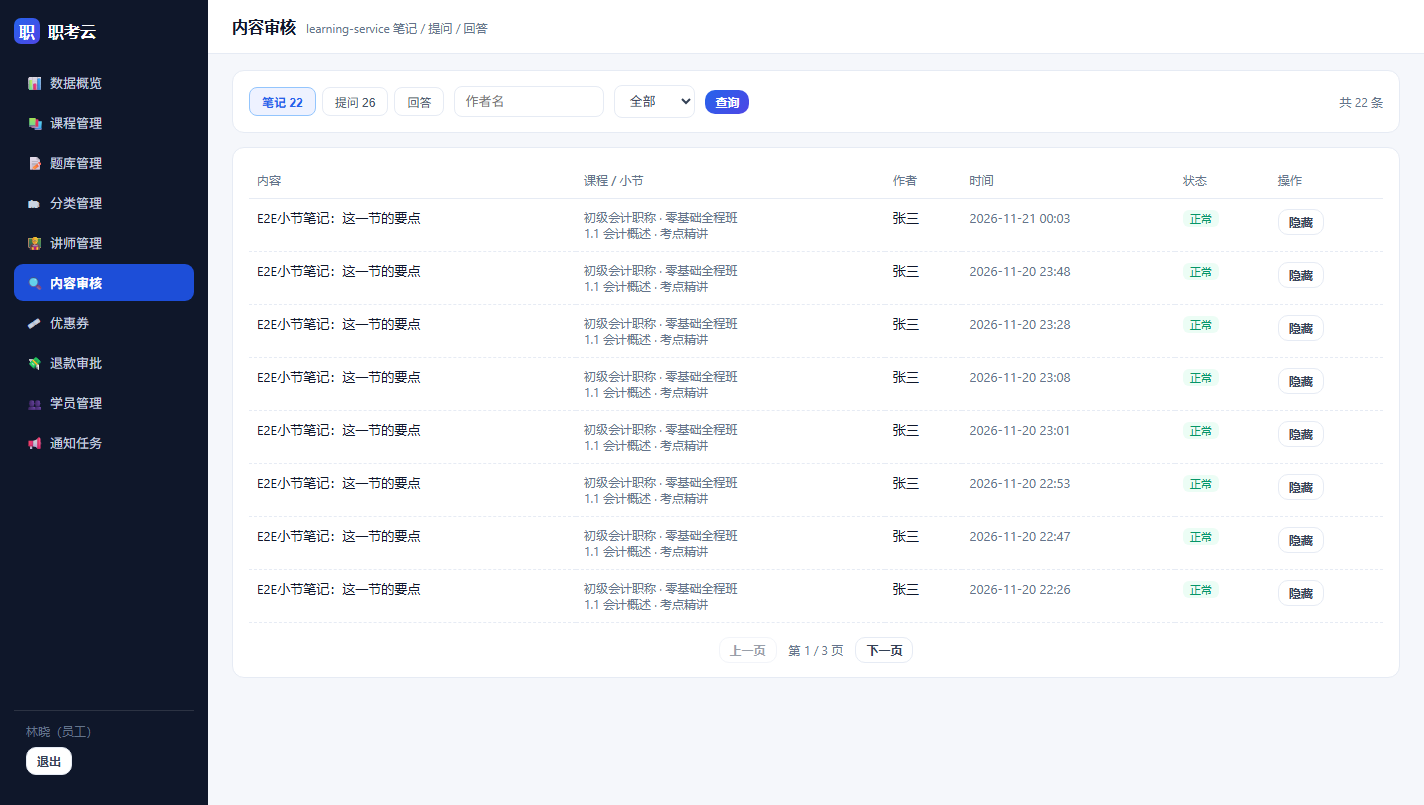 职 职考云
数据概览
课程管理
题库管理
分类管理
讲师管理
内容审核
优惠券
退款审批
学员管理
通知任务
林晓（员工）
退出
内容审核 learning-service 笔记 / 提问 / 回答
笔记 22 提问 26 回答 作者名 全部 查询 共 22 条
内容 课程 / 小节 作者 时间 状态 操作
E2E小节笔记：这一节的要点 初级会计职称 · 零基础全程班 张三 2026-11-21 00:03 正常 隐藏
1.1 会计概述 · 考点精讲
E2E小节笔记：这一节的要点 初级会计职称 · 零基础全程班 张三 2026-11-20 23:48 正常 隐藏
1.1 会计概述 · 考点精讲
E2E小节笔记：这一节的要点 初级会计职称 · 零基础全程班 张三 2026-11-20 23:28 正常 隐藏
1.1 会计概述 · 考点精讲
E2E小节笔记：这一节的要点 初级会计职称 · 零基础全程班 张三 2026-11-20 23:08 正常 隐藏
1.1 会计概述 · 考点精讲
E2E小节笔记：这一节的要点 初级会计职称 · 零基础全程班 张三 2026-11-20 23:01 正常 隐藏
1.1 会计概述 · 考点精讲
E2E小节笔记：这一节的要点 初级会计职称 · 零基础全程班 张三 2026-11-20 22:53 正常 隐藏
1.1 会计概述 · 考点精讲
E2E小节笔记：这一节的要点 初级会计职称 · 零基础全程班 张三 2026-11-20 22:47 正常 隐藏
1.1 会计概述 · 考点精讲
E2E小节笔记：这一节的要点 初级会计职称 · 零基础全程班 张三 2026-11-20 22:26 正常 隐藏
1.1 会计概述 · 考点精讲
上一页 第 1 / 3 页 下一页